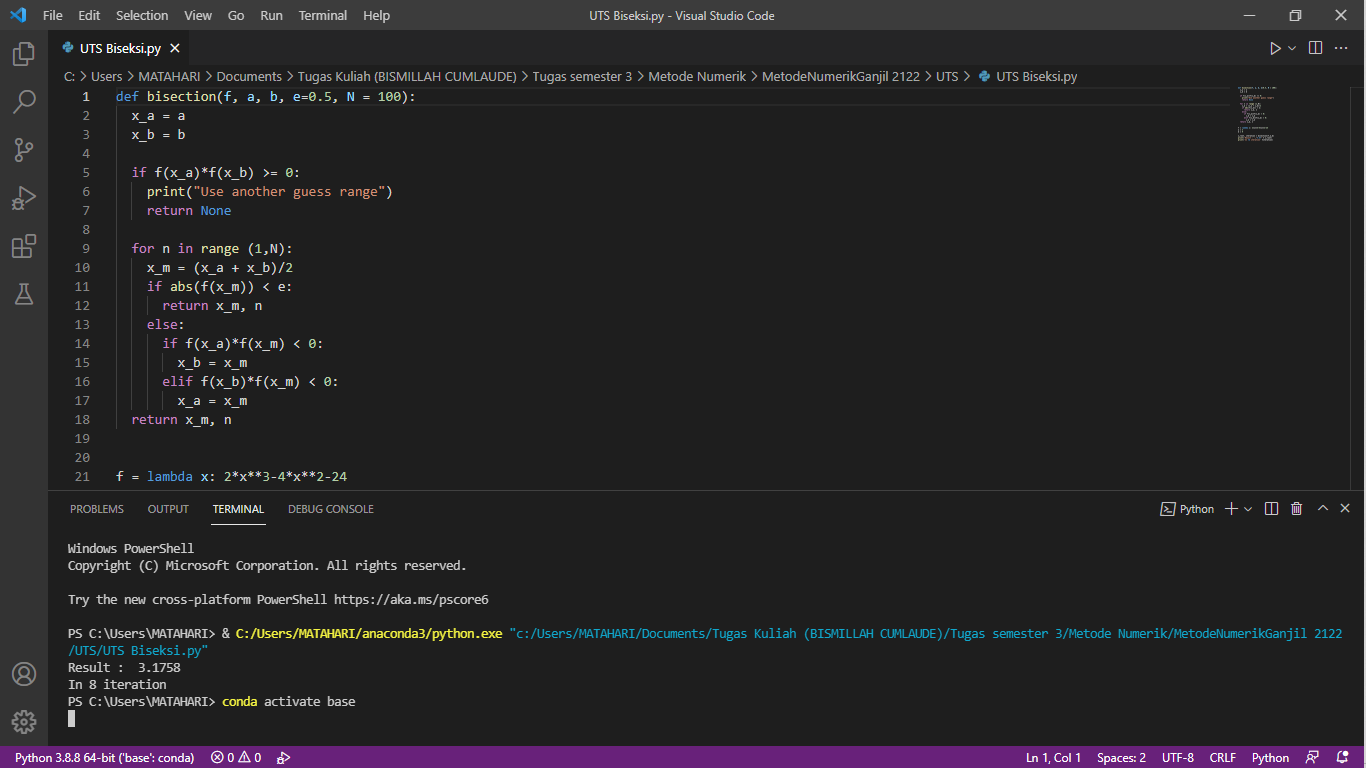 File Edit Selection View Go Run Terminal Help UTS Biseksi.py - Visual Studio Code
UTS Biseksi.py
C: > Users > MATAHARI > Documents > Tugas Kuliah (BISMILLAH CUMLAUDE) > Tugas semester 3 > Metode Numerik > MetodeNumerikGanjil 2122 > UTS > UTS Biseksi.py
1 def bisection(f, a, b, e=0.5, N = 100):
2   x_a = a
3   x_b = b
4
5   if f(x_a)*f(x_b) >= 0:
6     print("Use another guess range")
7     return None
8
9   for n in range (1,N):
10     x_m = (x_a + x_b)/2
11     if abs(f(x_m)) < e:
12       return x_m, n
13     else:
14       if f(x_a)*f(x_m) < 0:
15         x_b = x_m
16       elif f(x_b)*f(x_m) < 0:
17         x_a = x_m
18   return x_m, n
19
20
21 f = lambda x: 2*x**3-4*x**2-24
PROBLEMS OUTPUT TERMINAL DEBUG CONSOLE Python
Windows PowerShell
Copyright (C) Microsoft Corporation. All rights reserved.
Try the new cross-platform PowerShell https://aka.ms/pscore6
PS C:\Users\MATAHARI> & C:/Users/MATAHARI/anaconda3/python.exe "c:/Users/MATAHARI/Documents/Tugas Kuliah (BISMILLAH CUMLAUDE)/Tugas semester 3/Metode Numerik/MetodeNumerikGanjil 2122
/UTS/UTS Biseksi.py"
Result :  3.1758
In 8 iteration
PS C:\Users\MATAHARI> conda activate base
Python 3.8.8 64-bit ('base': conda) 0 0 Ln 1, Col 1 Spaces: 2 UTF-8 CRLF Python